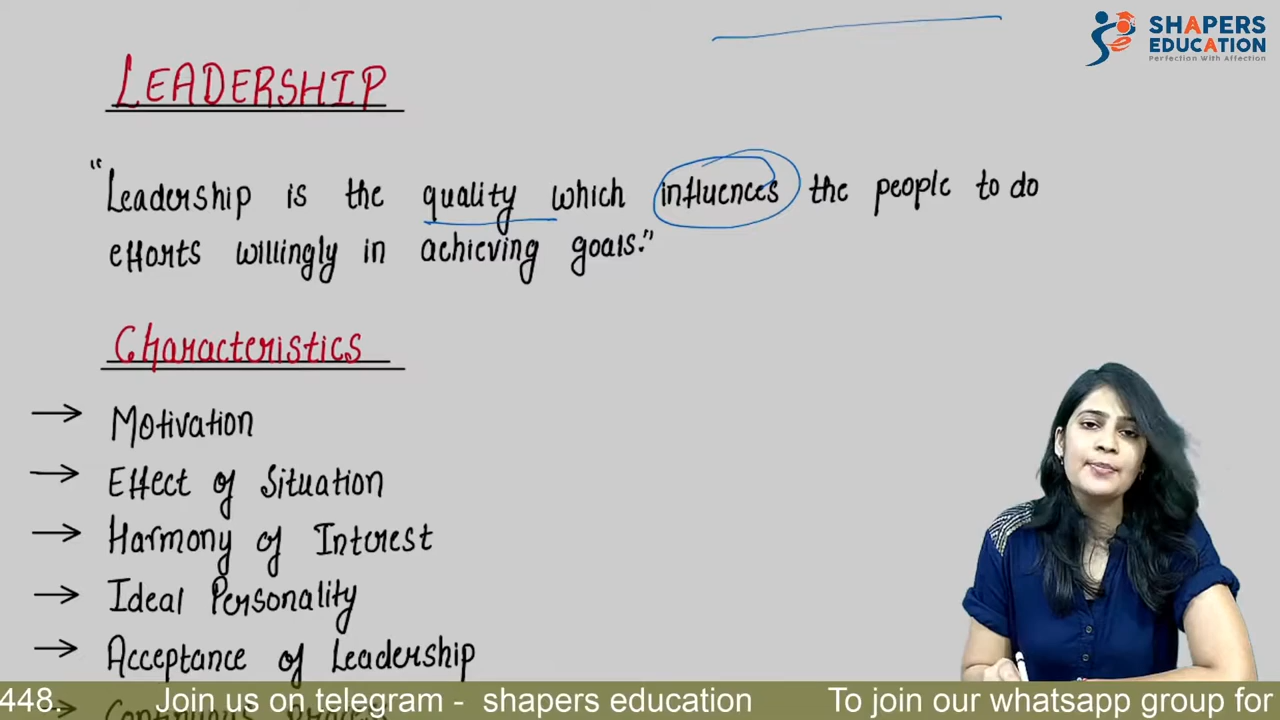 SHAPERS
EDUCATION
Perfection With Affection
LEADERSHIP
"Leadership is the quality which influences the people to do
efforts willingly in achieving goals."
Characteristics
→ Motivation
→ Effect of Situation
→ Harmony of Interest
→ Ideal Personality
→ Acceptance of Leadership
→ Continuous
448. Join us on telegram - shapers education To join our whatsapp group for